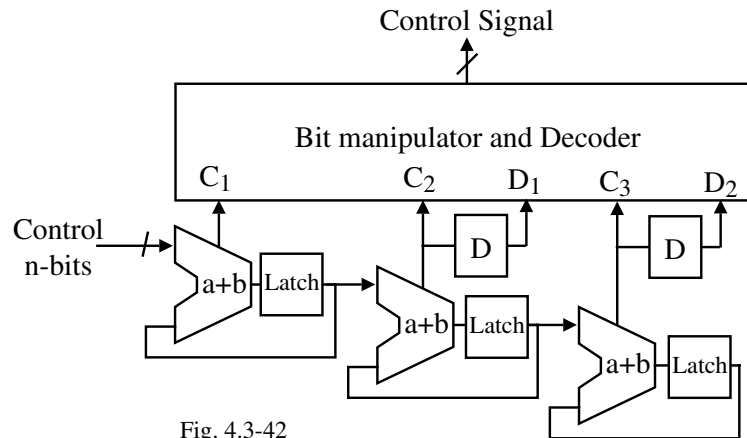 Control Signal
Bit manipulator and Decoder
C1 C2 D1 C3 D2
Control
n-bits
D D
a+b Latch
a+b Latch
a+b Latch
Fig. 4.3-42